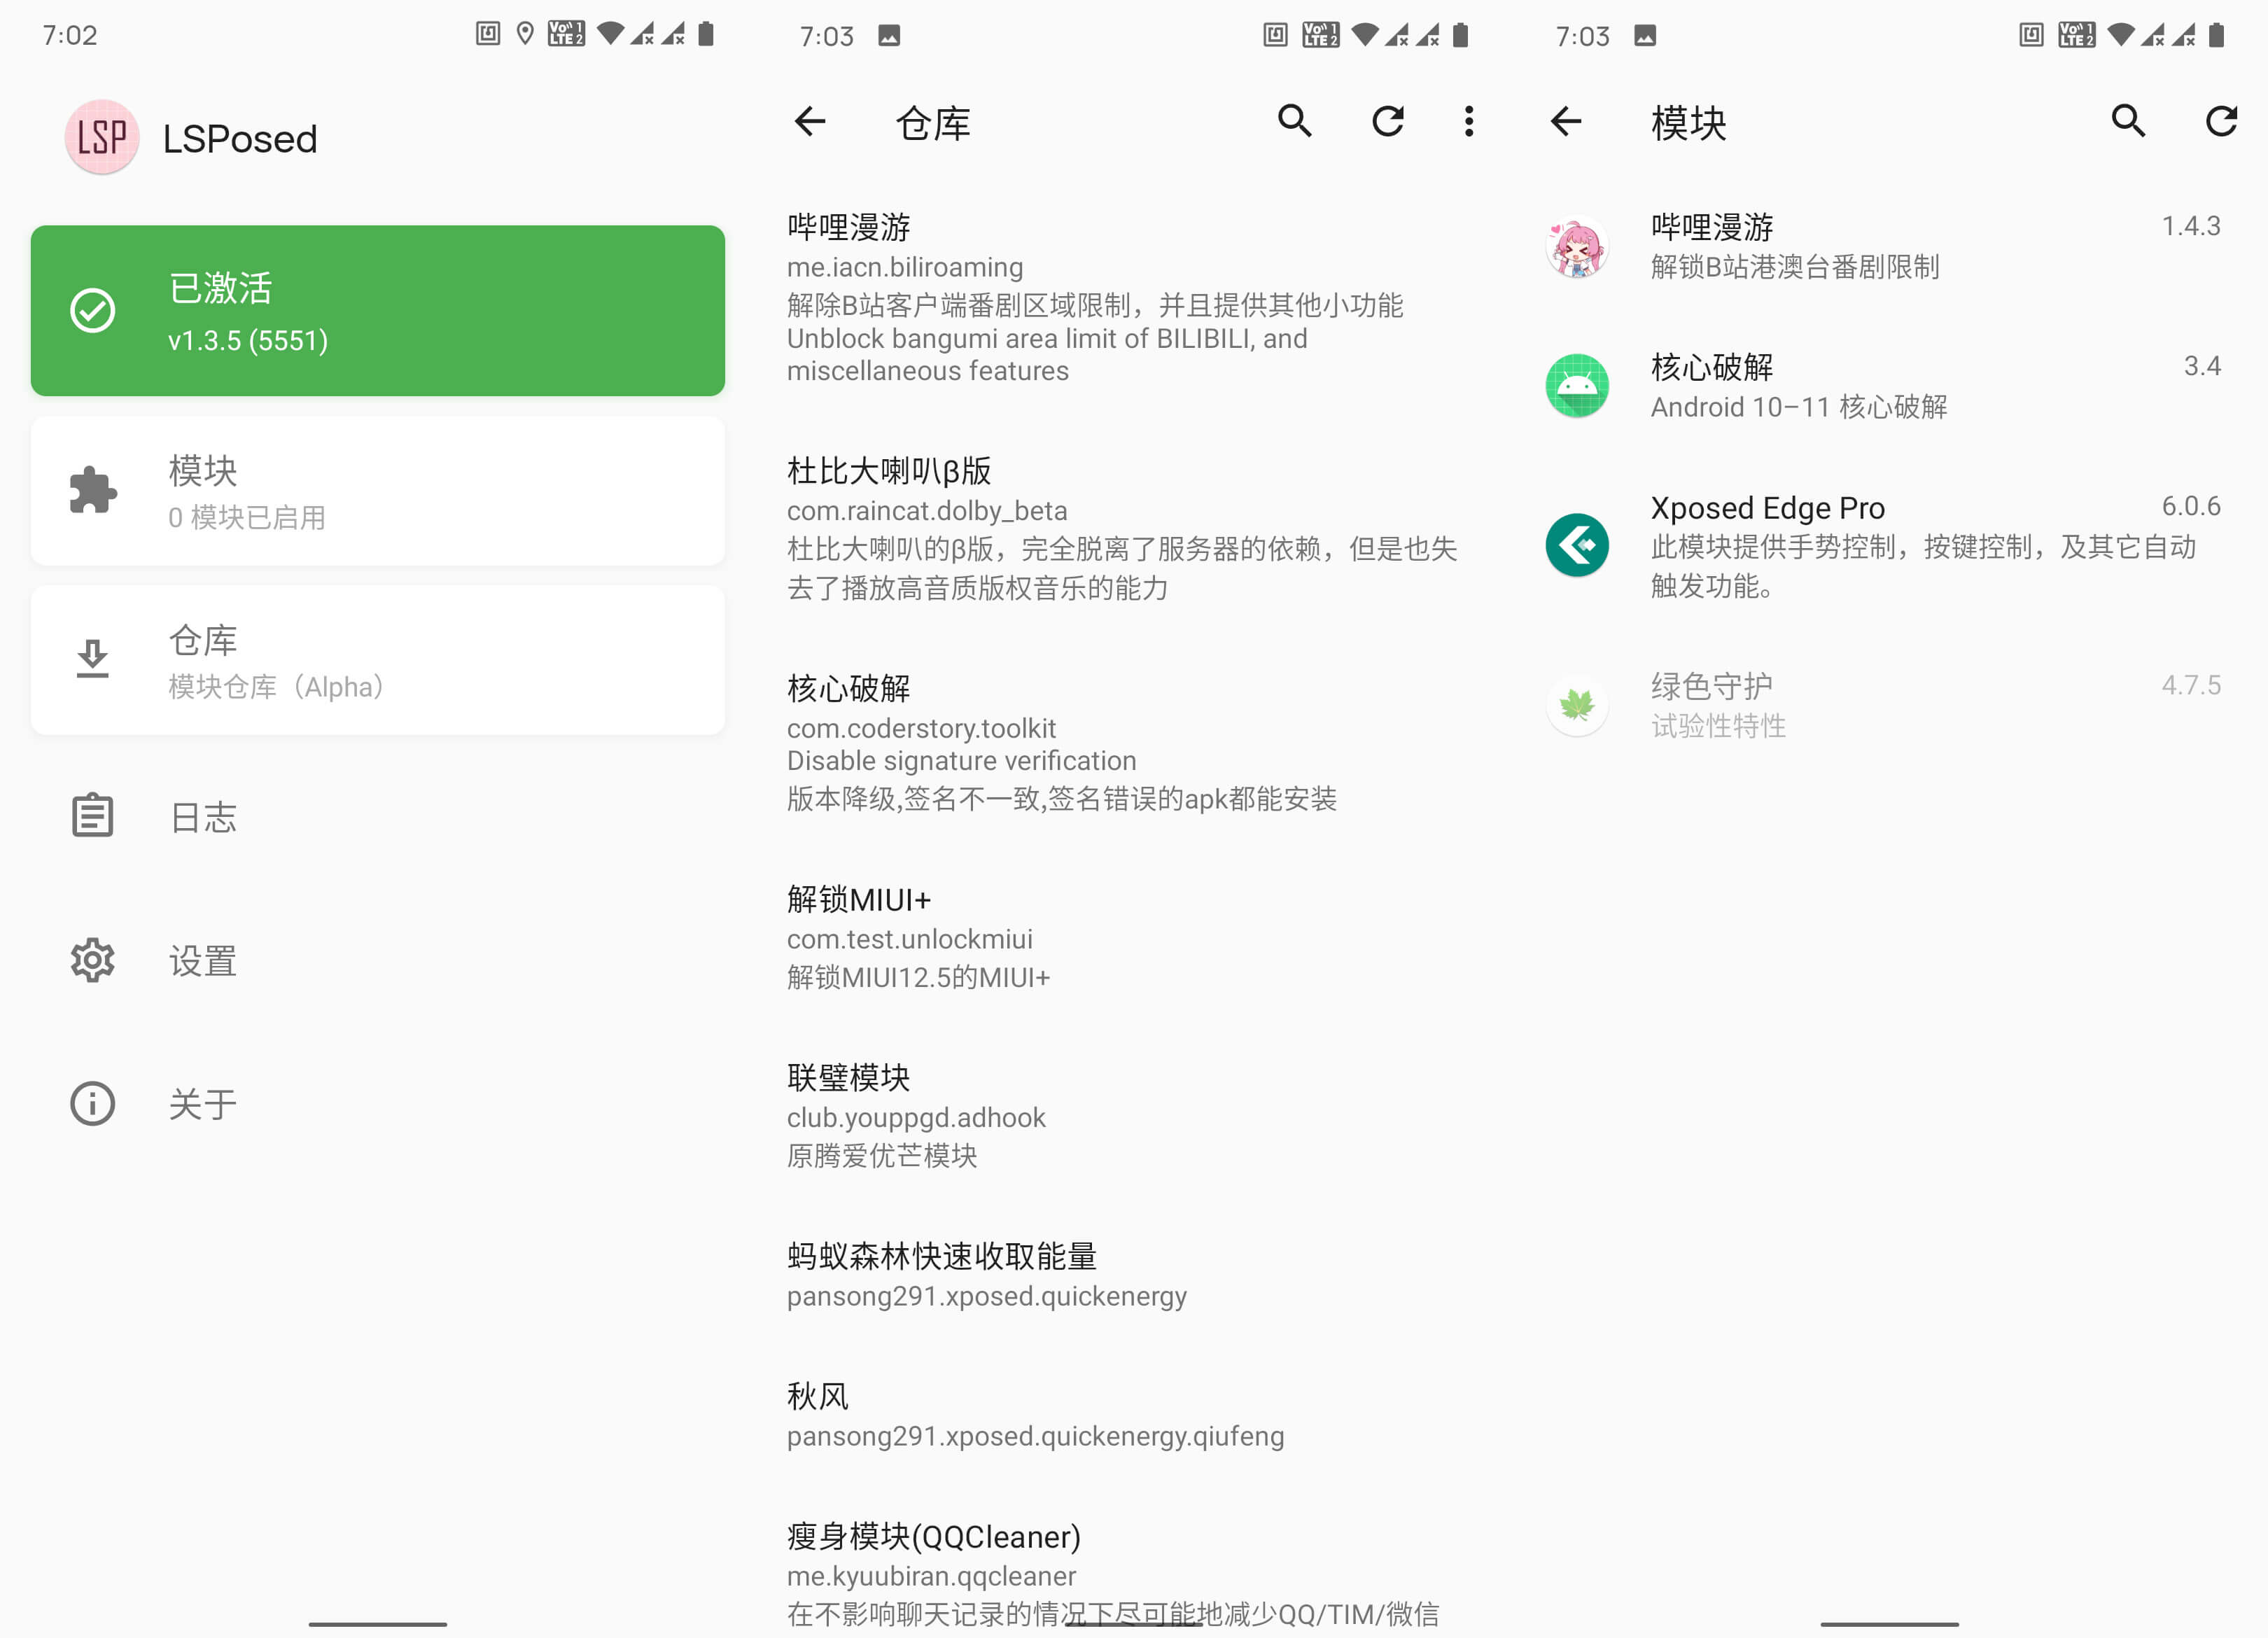 7:02
LSP
LSPosed
已激活
v1.3.5 (5551)
模块
0 模块已启用
仓库
模块仓库（Alpha）
日志
设置
关于
7:03
仓库
哔哩漫游
me.iacn.biliroaming
解除B站客户端番剧区域限制，并且提供其他小功能
Unblock bangumi area limit of BILIBILI, and
miscellaneous features
杜比大喇叭β版
com.raincat.dolby_beta
杜比大喇叭的β版，完全脱离了服务器的依赖，但是也失
去了播放高音质版权音乐的能力
核心破解
com.coderstory.toolkit
Disable signature verification
版本降级,签名不一致,签名错误的apk都能安装
解锁MIUI+
com.test.unlockmiui
解锁MIUI12.5的MIUI+
联璧模块
club.youppgd.adhook
原腾爱优芒模块
蚂蚁森林快速收取能量
pansong291.xposed.quickenergy
秋风
pansong291.xposed.quickenergy.qiufeng
瘦身模块(QQCleaner)
me.kyuubiran.qqcleaner
在不影响聊天记录的情况下尽可能地减少QQ/TIM/微信
7:03
模块
哔哩漫游 1.4.3
解锁B站港澳台番剧限制
核心破解 3.4
Android 10–11 核心破解
Xposed Edge Pro 6.0.6
此模块提供手势控制，按键控制，及其它自动
触发功能。
绿色守护 4.7.5
试验性特性